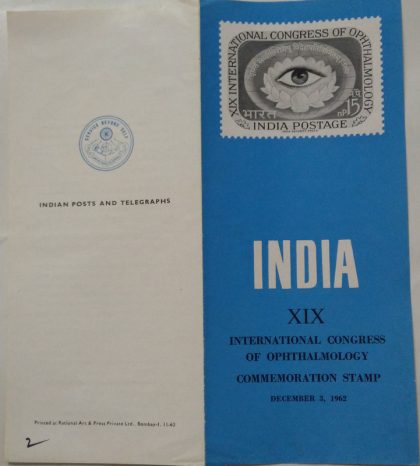 SERVICE BEFORE SELF
INDIAN POSTS AND TELEGRAPHS
Printed at Rational Art & Press Private Ltd., Bombay-1. 11-62
2
XIX INTERNATIONAL CONGRESS OF OPHTHALMOLOGY
भारत
15
nP
न.पै.
INDIA POSTAGE
INDIA
XIX
INTERNATIONAL CONGRESS
OF OPHTHALMOLOGY
COMMEMORATION STAMP
DECEMBER 3, 1962